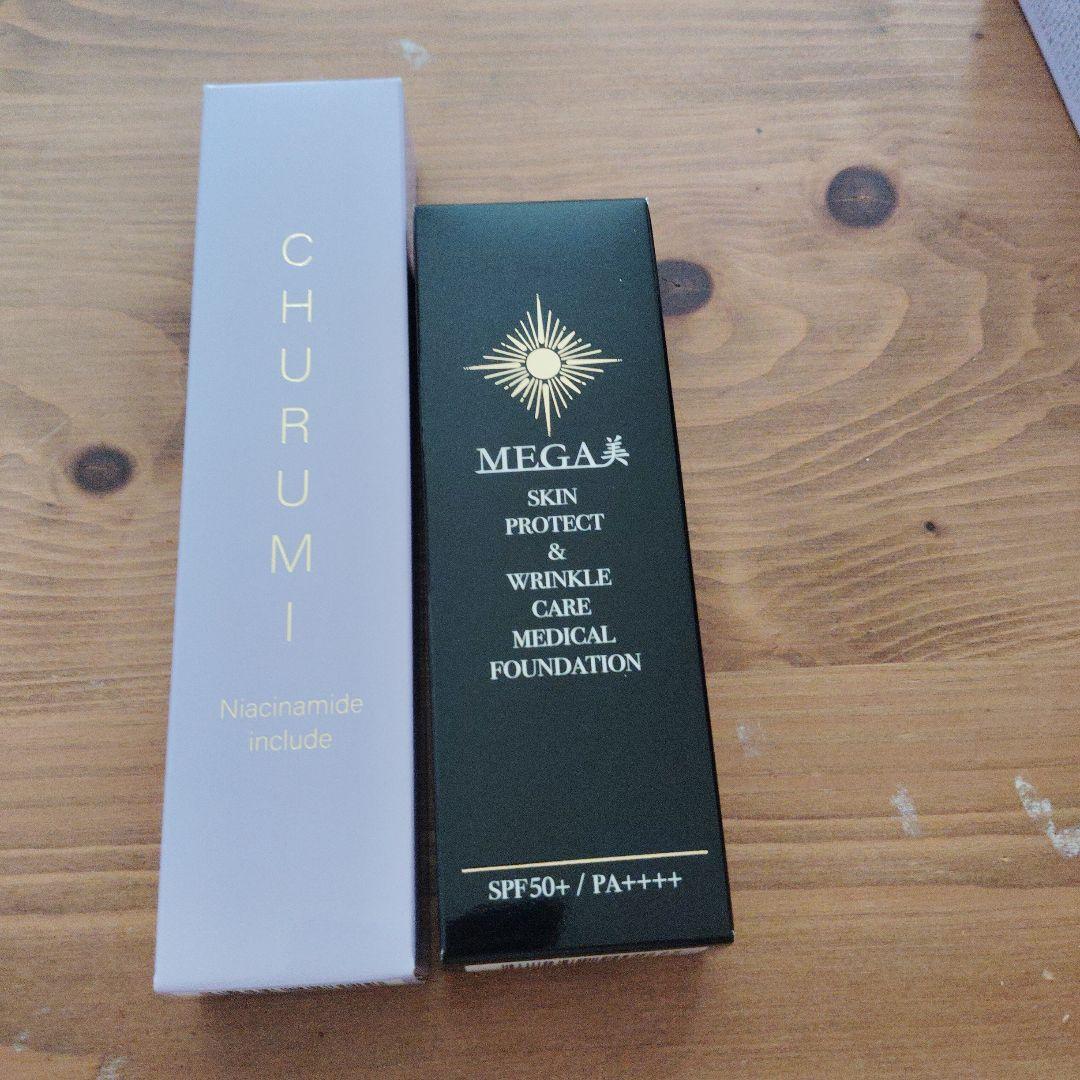 CHURUMI
Niacinamide
include
MEGA美
SKIN
PROTECT
&
WRINKLE
CARE
MEDICAL
FOUNDATION
SPF50+ / PA++++